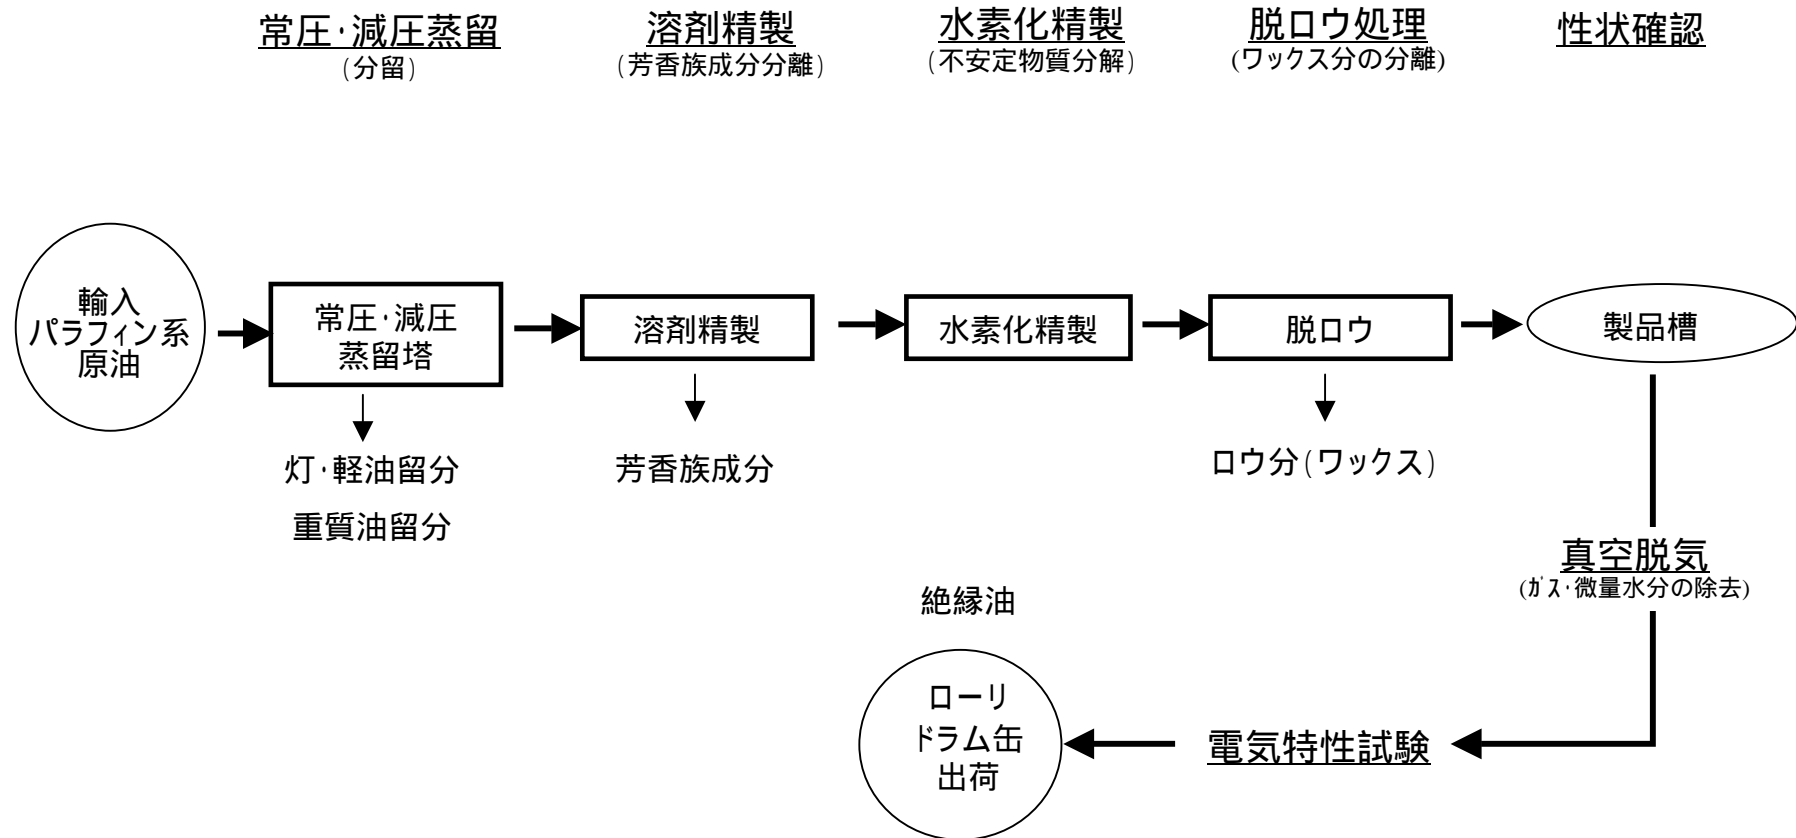 常圧・減圧蒸留
(分留)
溶剤精製
(芳香族成分分離)
水素化精製
(不安定物質分解)
脱ロウ処理
(ワックス分の分離)
性状確認
輸入
パラフィン系
原油
常圧・減圧
蒸留塔
溶剤精製
水素化精製
脱ロウ
製品槽
灯・軽油留分
重質油留分
芳香族成分
ロウ分(ワックス)
真空脱気
(ガス・微量水分の除去)
絶縁油
ローリ
ドラム缶
出荷
電気特性試験